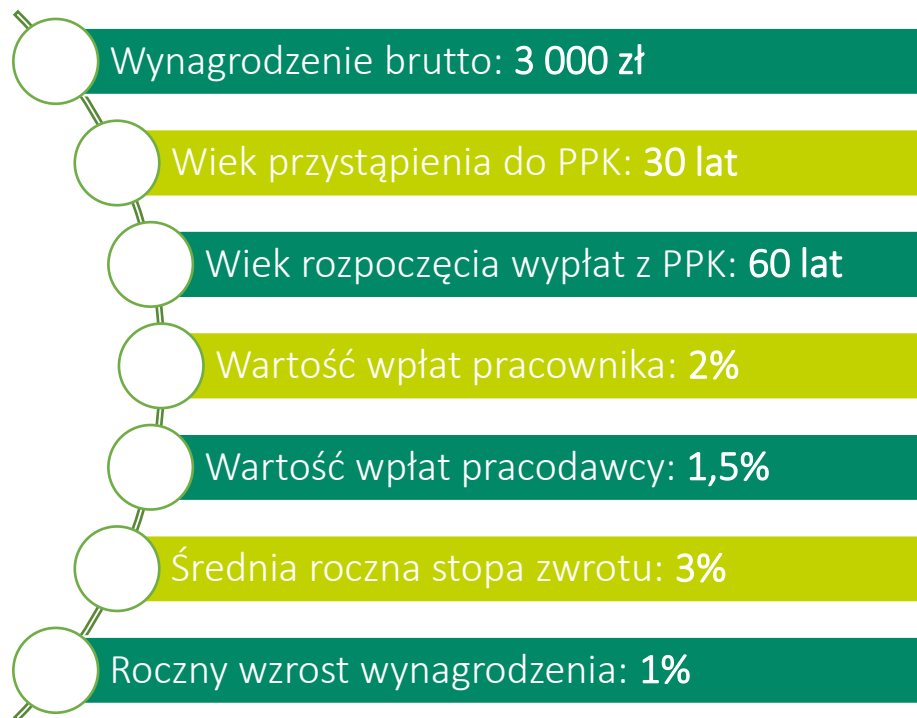 Wynagrodzenie brutto: 3 000 zł
Wiek przystąpienia do PPK: 30 lat
Wiek rozpoczęcia wypłat z PPK: 60 lat
Wartość wpłat pracownika: 2%
Wartość wpłat pracodawcy: 1,5%
Średnia roczna stopa zwrotu: 3%
Roczny wzrost wynagrodzenia: 1%